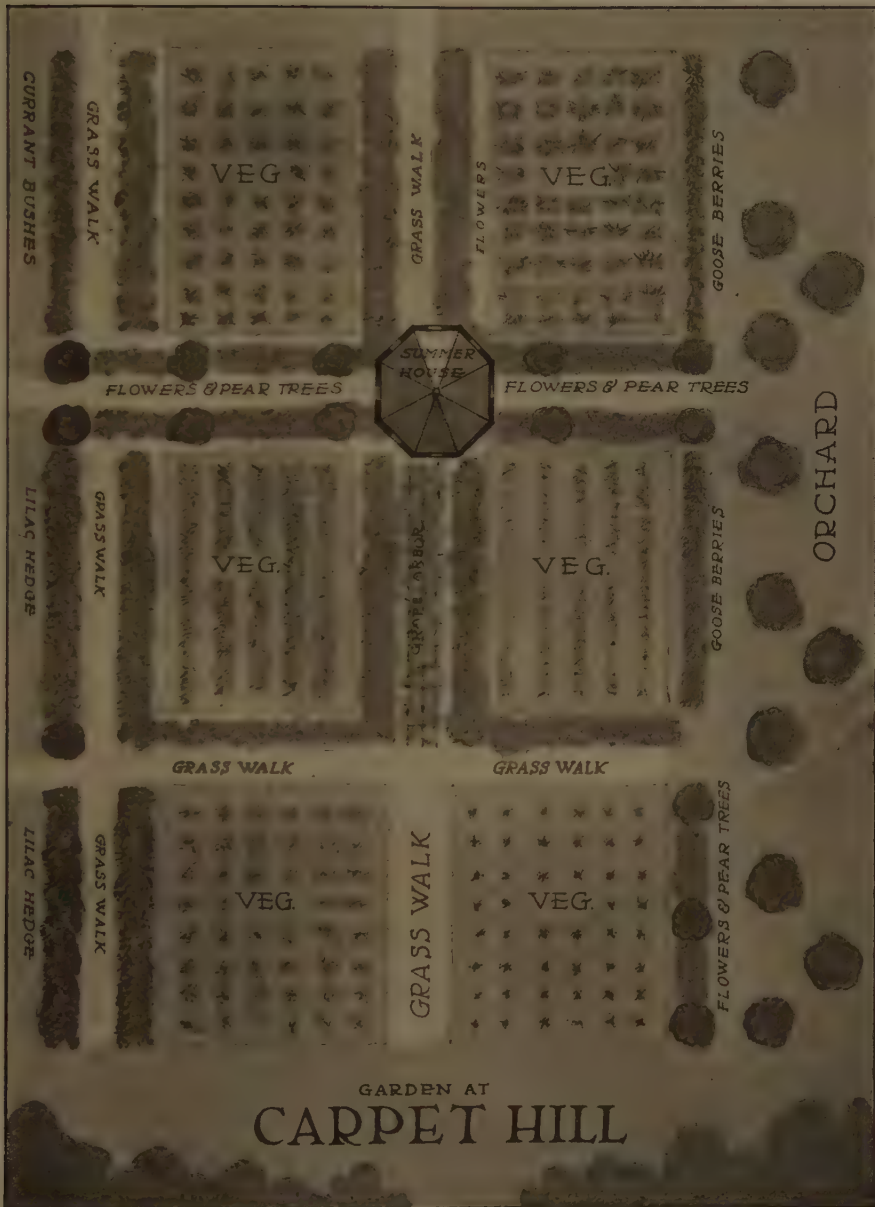 CURRANT BUSHES
GRASS WALK
VEG
GRASS WALK
FLOWERS
VEG.
GOOSE BERRIES
SUMMER
HOUSE
FLOWERS & PEAR TREES
FLOWERS & PEAR TREES
ORCHARD
LILAC HEDGE
GRASS WALK
VEG.
GRAPE ARBOR
VEG.
GOOSE BERRIES
GRASS WALK
GRASS WALK
LILAC HEDGE
GRASS WALK
VEG.
GRASS WALK
VEG.
FLOWERS & PEAR TREES
GARDEN AT
CARPET HILL